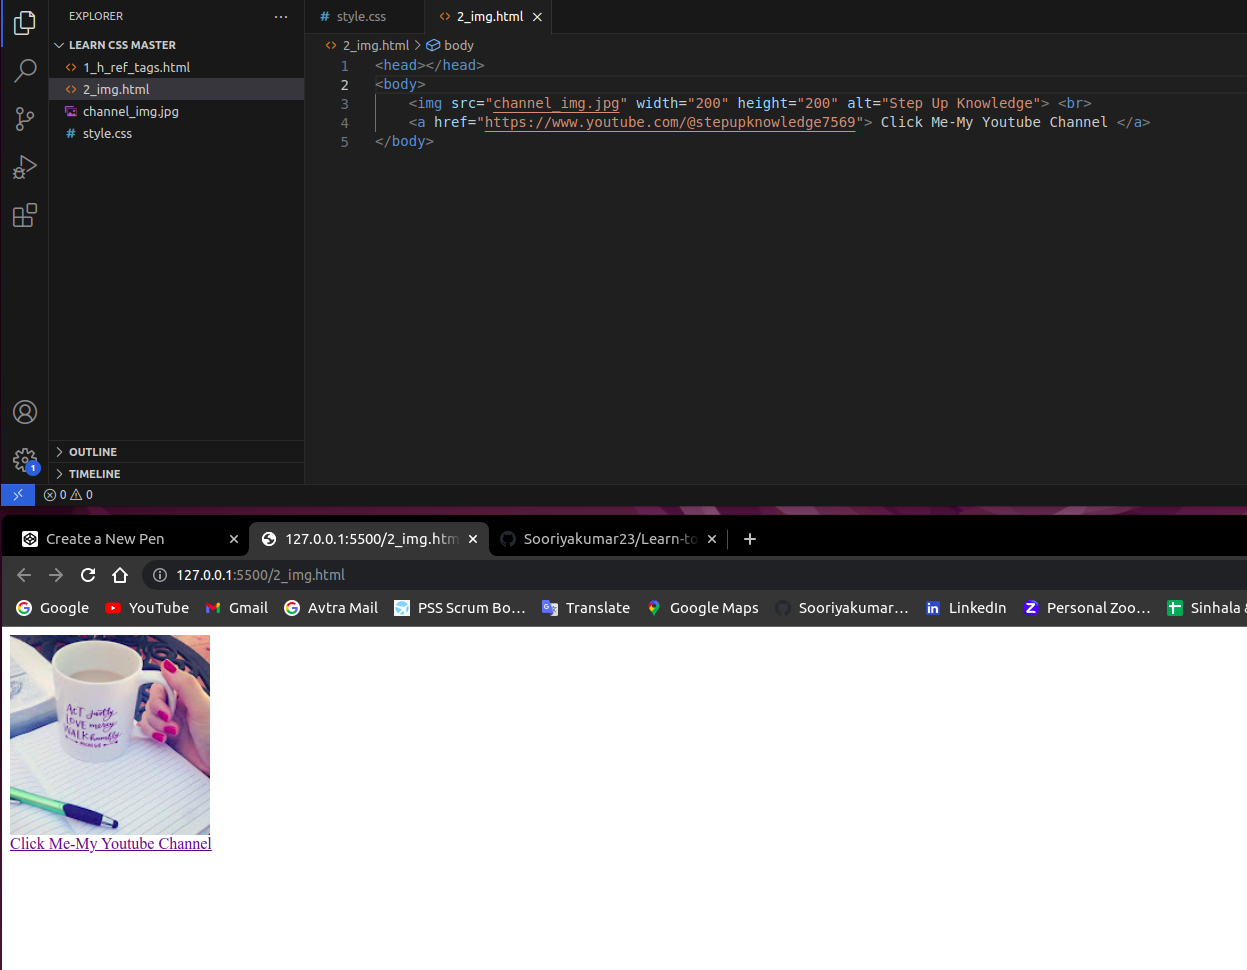 EXPLORER
LEARN CSS MASTER
1_h_ref_tags.html
2_img.html
channel_img.jpg
# style.css
OUTLINE
TIMELINE
1
0 0
# style.css
2_img.html
2_img.html > body
1 <head></head>
2 <body>
3 <img src="channel_img.jpg" width="200" height="200" alt="Step Up Knowledge"> <br>
4 <a href="https://www.youtube.com/@stepupknowledge7569"> Click Me-My Youtube Channel </a>
5 </body>
Create a New Pen
127.0.0.1:5500/2_img.htm
Sooriyakumar23/Learn-to
127.0.0.1:5500/2_img.html
Google YouTube Gmail Avtra Mail PSS Scrum Bo... Translate Google Maps Sooriyakumar... LinkedIn Personal Zoo... Sinhala &
ACT justly
LOVE mercy
WALK humbly
Click Me-My Youtube Channel